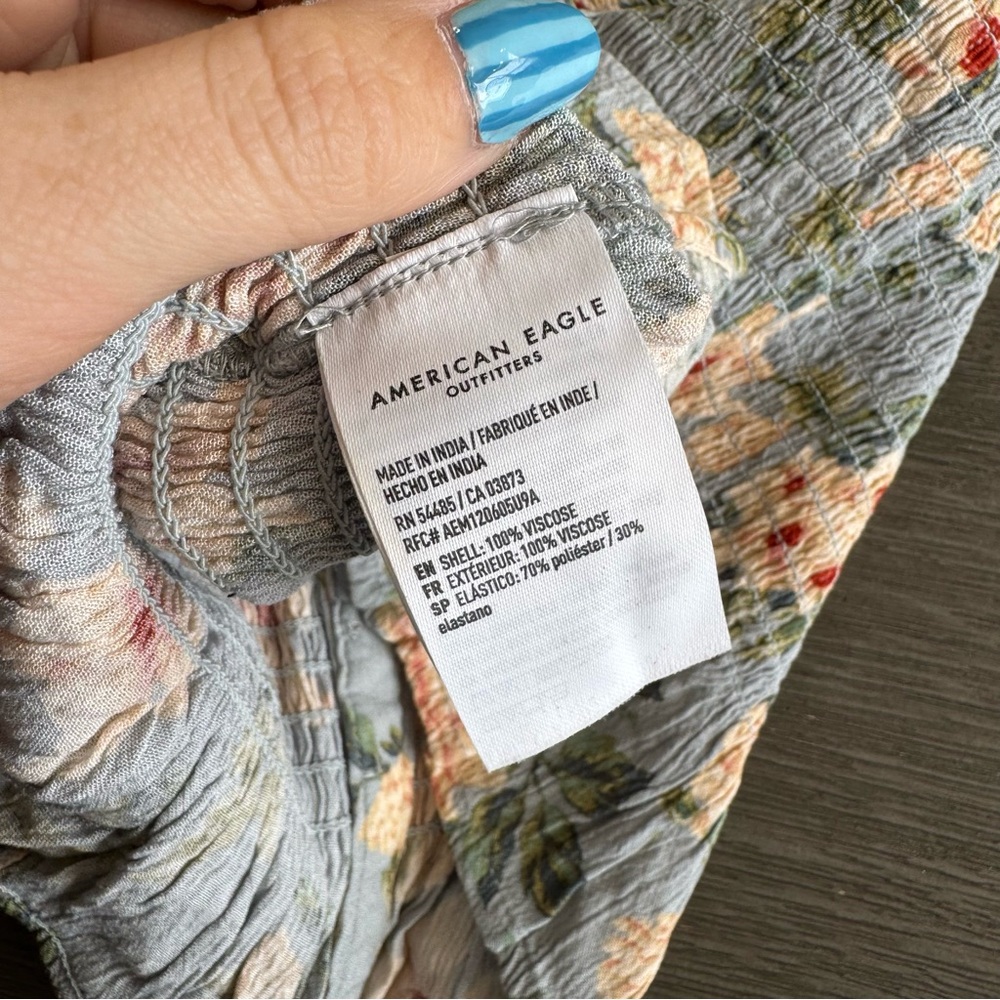 AMERICAN EAGLE
OUTFITTERS
MADE IN INDIA / FABRIQUÉ EN INDE /
HECHO EN INDIA
RN 54485 / CA 03873
RFC# AEM120605U9A
EN SHELL: 100% VISCOSE
FR EXTÉRIEUR: 100% VISCOSE
SP ELÁSTICO: 70% poliéster / 30%
elastano